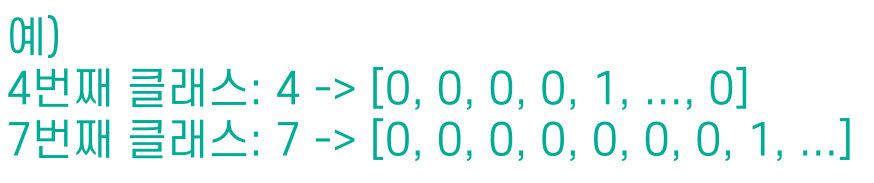 예)
4번째 클래스: 4 -> [0, 0, 0, 0, 1, ..., 0]
7번째 클래스: 7 -> [0, 0, 0, 0, 0, 0, 0, 1, ...]